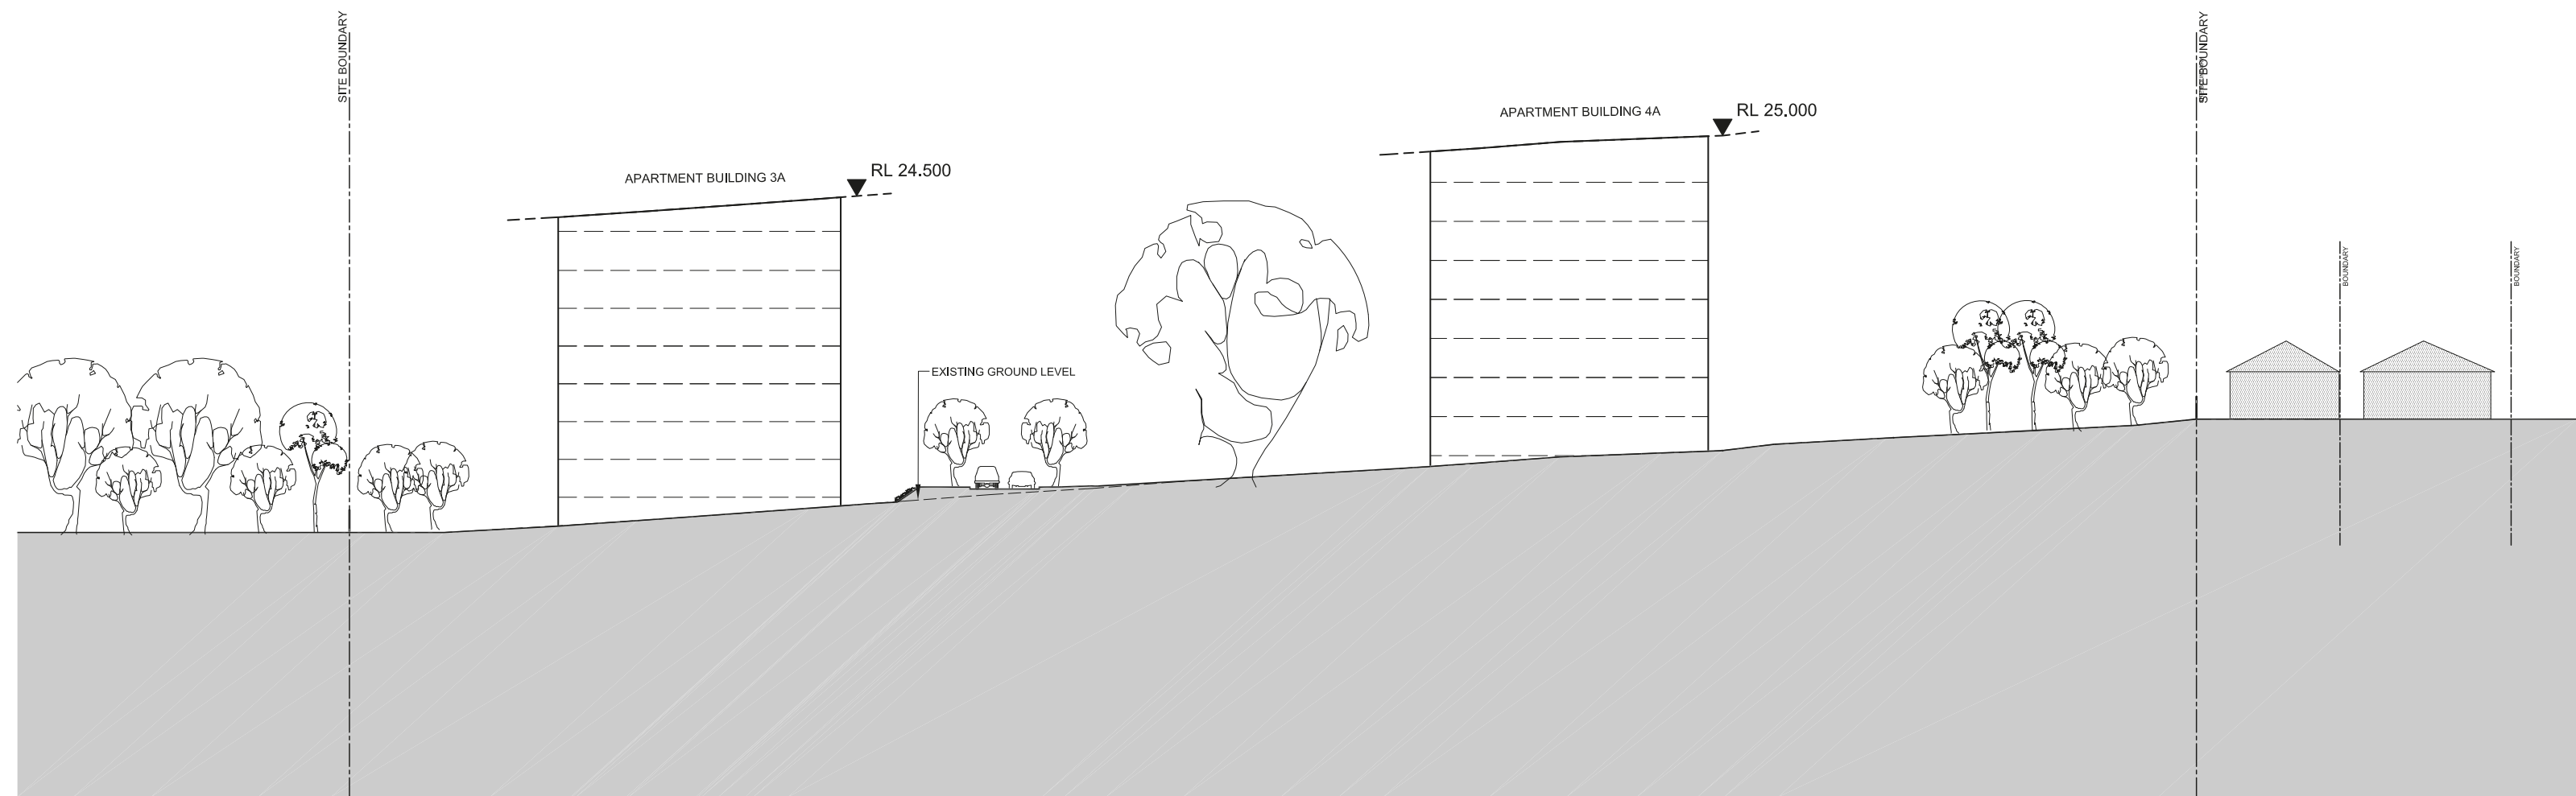 SITE BOUNDARY
SITE BOUNDARY
APARTMENT BUILDING 4A
RL 25.000
APARTMENT BUILDING 3A
RL 24.500
BOUNDARY
BOUNDARY
EXISTING GROUND LEVEL